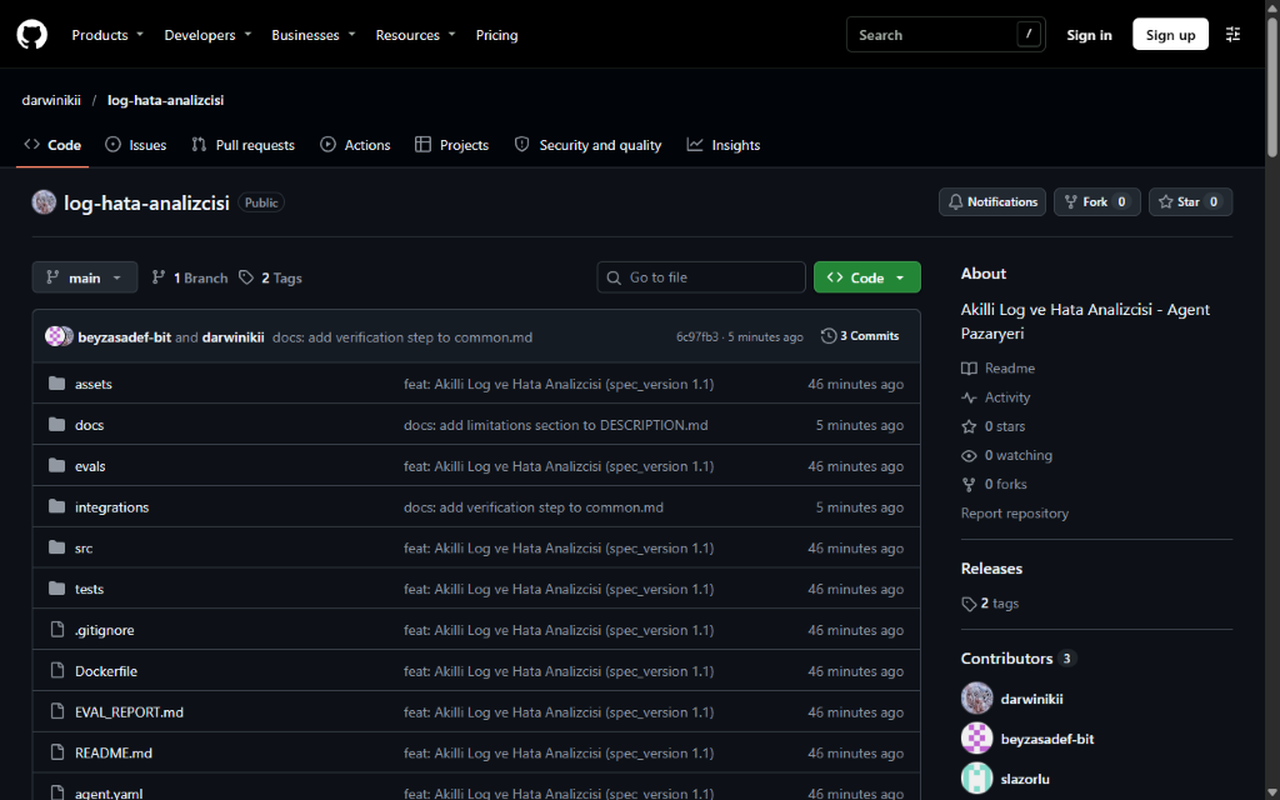 Products Developers Businesses Resources Pricing Search / Sign in Sign up
darwinikii / log-hata-analizcisi
Code Issues Pull requests Actions Projects Security and quality Insights
log-hata-analizcisi Public Notifications Fork 0 Star 0
main 1 Branch 2 Tags Go to file Code
beyzasadef-bit and darwinikii docs: add verification step to common.md 6c97fb3 · 5 minutes ago 3 Commits
assets feat: Akilli Log ve Hata Analizcisi (spec_version 1.1) 46 minutes ago
docs docs: add limitations section to DESCRIPTION.md 5 minutes ago
evals feat: Akilli Log ve Hata Analizcisi (spec_version 1.1) 46 minutes ago
integrations docs: add verification step to common.md 5 minutes ago
src feat: Akilli Log ve Hata Analizcisi (spec_version 1.1) 46 minutes ago
tests feat: Akilli Log ve Hata Analizcisi (spec_version 1.1) 46 minutes ago
.gitignore feat: Akilli Log ve Hata Analizcisi (spec_version 1.1) 46 minutes ago
Dockerfile feat: Akilli Log ve Hata Analizcisi (spec_version 1.1) 46 minutes ago
EVAL_REPORT.md feat: Akilli Log ve Hata Analizcisi (spec_version 1.1) 46 minutes ago
README.md feat: Akilli Log ve Hata Analizcisi (spec_version 1.1) 46 minutes ago
agent.yaml feat: Akilli Log ve Hata Analizcisi (spec_version 1.1) 46 minutes ago
About
Akilli Log ve Hata Analizcisi - Agent
Pazaryeri
Readme
Activity
0 stars
0 watching
0 forks
Report repository
Releases
2 tags
Contributors 3
darwinikii
beyzasadef-bit
slazorlu